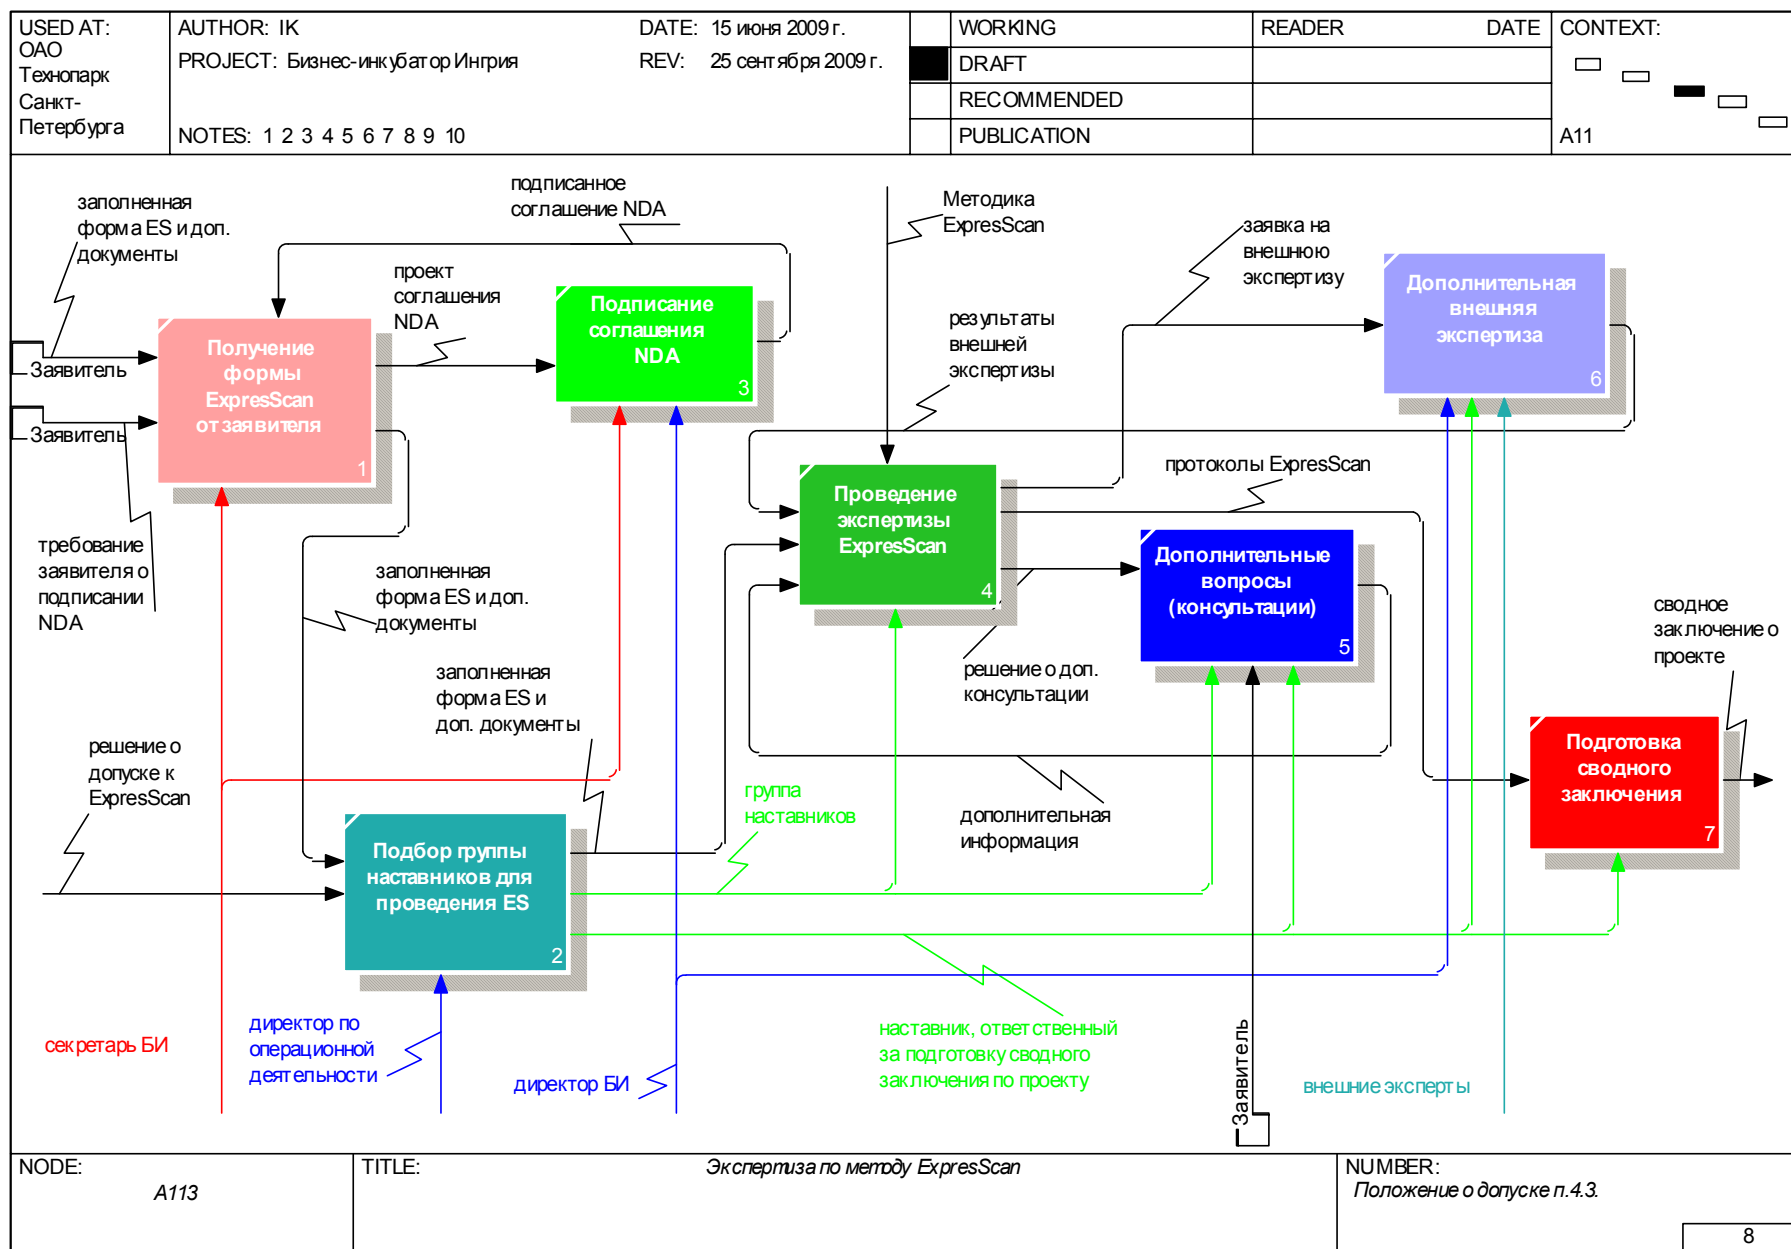 USED AT:
ОАО
Технопарк
Санкт-
Петербурга
AUTHOR: IK
DATE: 15 июня 2009 г.
PROJECT: Бизнес-инкубатор Ингрия
REV: 25 сентября 2009 г.
NOTES: 1 2 3 4 5 6 7 8 9 10
WORKING
DRAFT
RECOMMENDED
PUBLICATION
READER DATE
CONTEXT:
A11
заполненная
форма ES и доп.
документы
подписанное
соглашение NDA
проект
соглашения
NDA
Методика
ExpresScan
заявка на
внешнюю
экспертизу
результаты
внешней
экспертизы
Заявитель
Заявитель
Получение
формы
ExpresScan
от заявителя
1
Подписание
соглашения
NDA
3
Дополнительная
внешняя
экспертиза
6
протоколы ExpresScan
Проведение
экспертизы
ExpresScan
4
Дополнительные
вопросы
(консультации)
5
требование
заявителя о
подписании
NDA
заполненная
форма ES и доп.
документы
заполненная
форма ES и
доп. документы
решение о доп.
консультации
сводное
заключение о
проекте
решение о
допуске к
ExpresScan
Подготовка
сводного
заключения
7
группа
наставников
дополнительная
информация
Подбор группы
наставников для
проведения ES
2
секретарь БИ
директор по
операционной
деятельности
директор БИ
наставник, ответственный
за подготовку сводного
заключения по проекту
Заявитель
внешние эксперты
NODE:
A113
TITLE:
Экспертиза по методу ExpresScan
NUMBER:
Положение о допуске п.4.3.
8